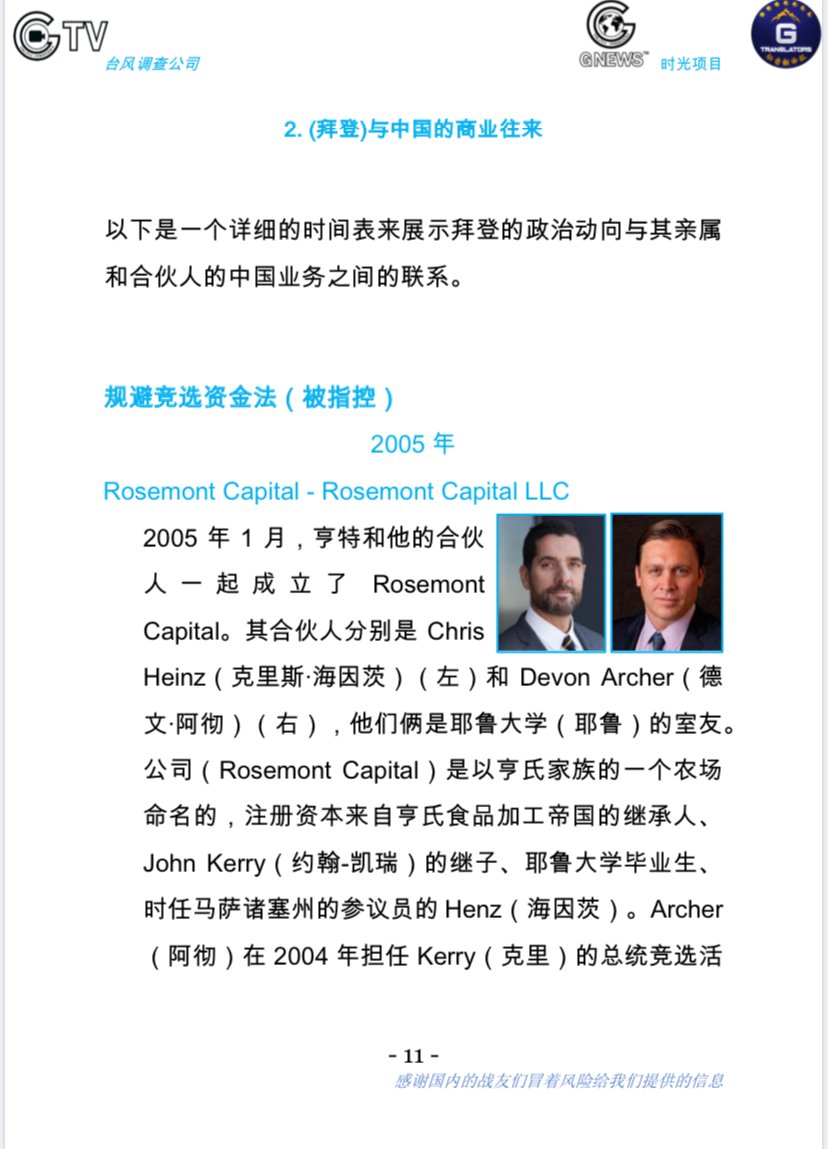 GTV
台风调查公司
GNEWS™
时光项目
G
TRANSLATORS
2. (拜登)与中国的商业往来
以下是一个详细的时间表来展示拜登的政治动向与其亲属
和合伙人的中国业务之间的联系。
规避竞选资金法（被指控）
2005 年
Rosemont Capital - Rosemont Capital LLC
2005 年 1 月，亨特和他的合伙
人一起成立了 Rosemont
Capital。其合伙人分别是 Chris
Heinz（克里斯·海因茨）（左）和 Devon Archer（德
文·阿彻）（右），他们俩是耶鲁大学（耶鲁）的室友。
公司（Rosemont Capital）是以亨氏家族的一个农场
命名的，注册资本来自亨氏食品加工帝国的继承人、
John Kerry（约翰-凯瑞）的继子、耶鲁大学毕业生、
时任马萨诸塞州的参议员的 Henz（海因茨）。Archer
（阿彻）在 2004 年担任 Kerry（克里）的总统竞选活
- 11 -
感谢国内的战友们冒着风险给我们提供的信息